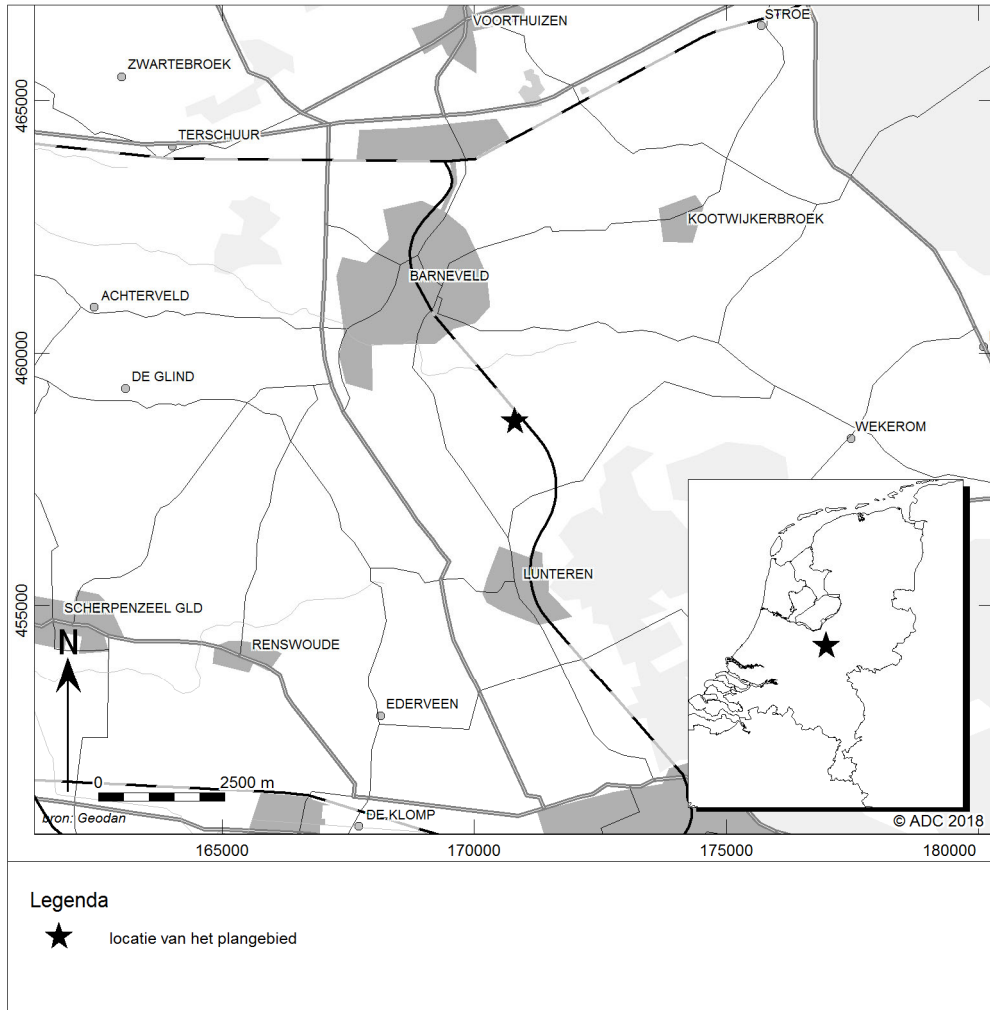 VOORTHUIZEN
STROE
ZWARTEBROEK
465000
TERSCHUUR
KOOTWIJKERBROEK
BARNEVELD
ACHTERVELD
460000
DE GLIND
WEKEROM
LUNTEREN
455000
SCHERPENZEEL GLD
N
RENSWOUDE
EDERVEEN
0 2500 m
bron: Geodan
DE KLOMP
© ADC 2018
165000 170000 175000 180000
Legenda
locatie van het plangebied